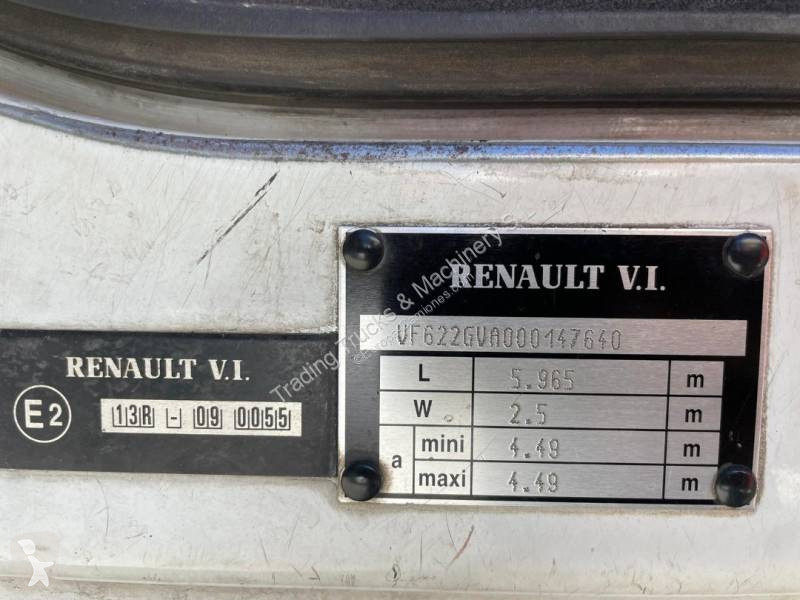 RENAULT V.I.
E2
13R - 09 0055
RENAULT V.I.
VF622GVA000147640
L 5.965 m
W 2.5 m
a
mini 4.49 m
maxi 4.49 m
Trading Trucks & Machinery S.L.